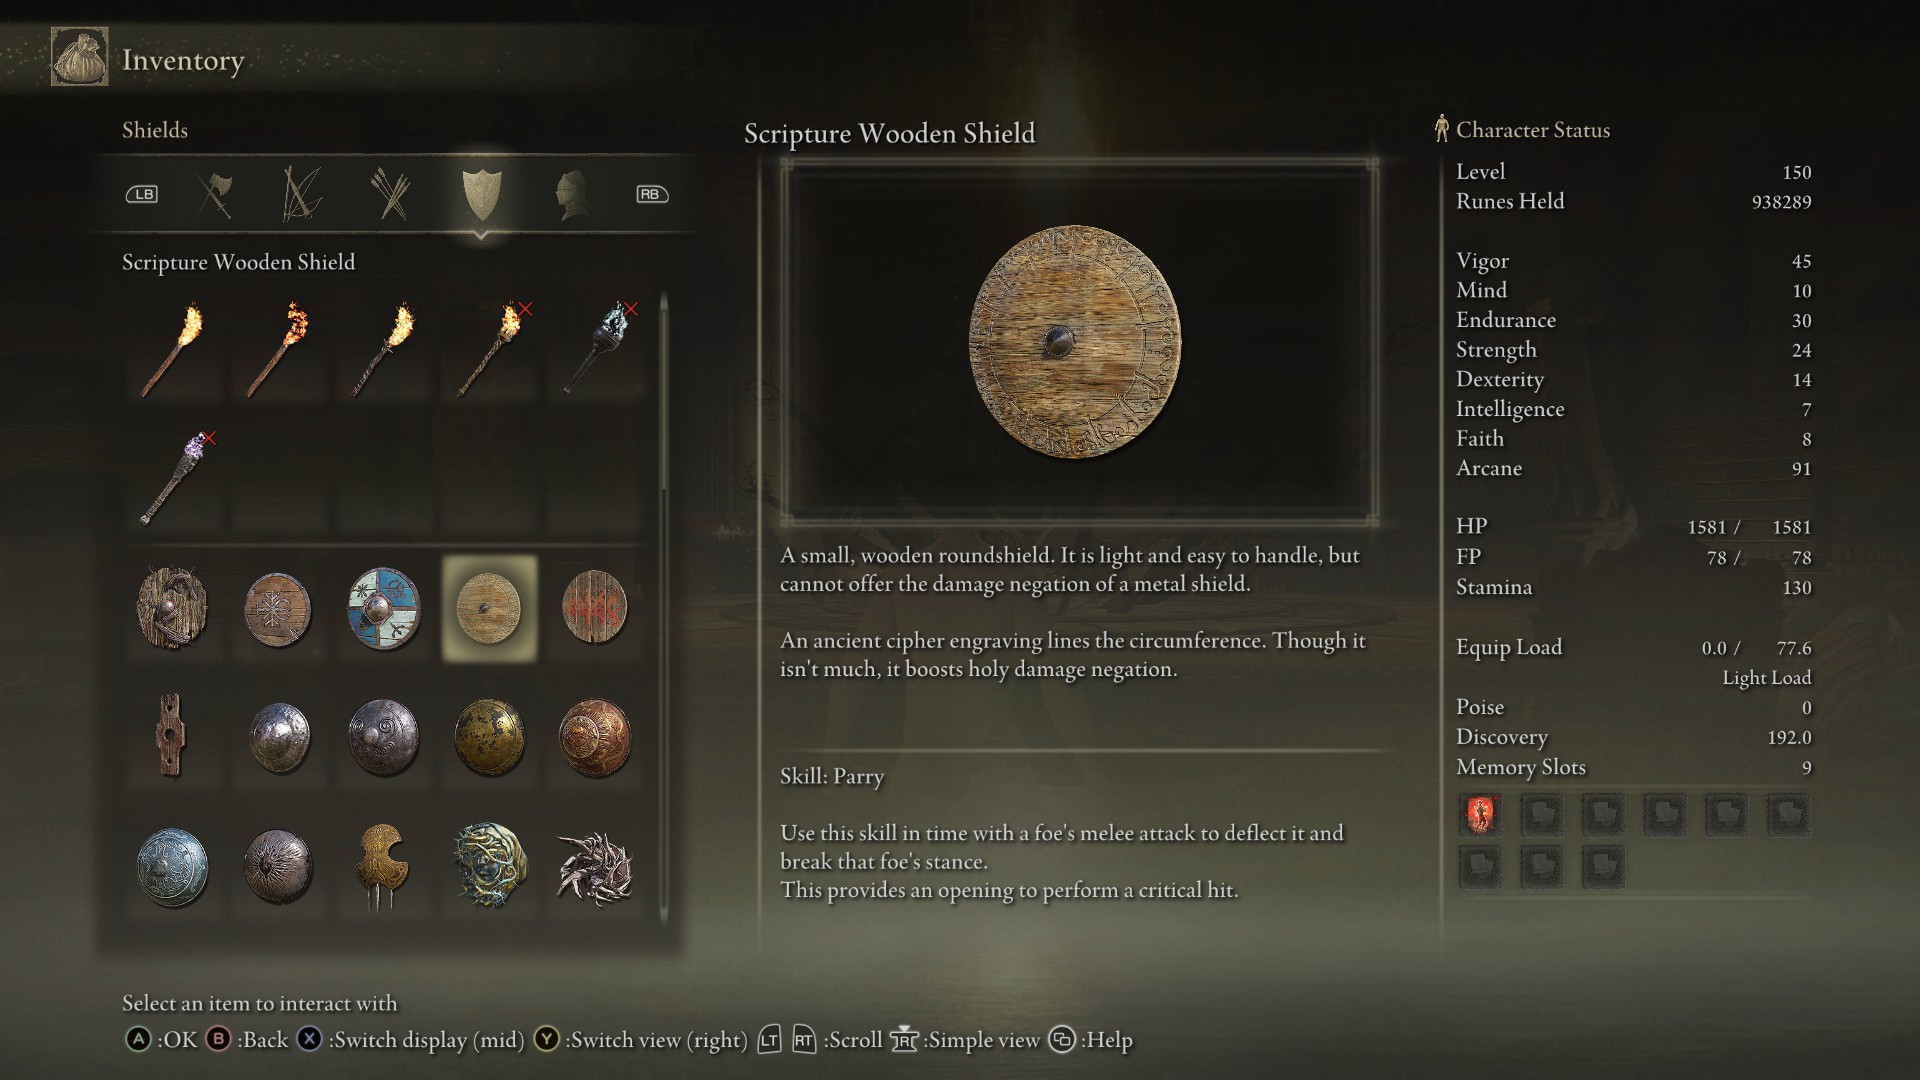 Inventory
Shields
LB
RB
Scripture Wooden Shield
Scripture Wooden Shield
A small, wooden roundshield. It is light and easy to handle, but
cannot offer the damage negation of a metal shield.
An ancient cipher engraving lines the circumference. Though it
isn't much, it boosts holy damage negation.
Skill: Parry
Use this skill in time with a foe's melee attack to deflect it and
break that foe's stance.
This provides an opening to perform a critical hit.
Character Status
Level 150
Runes Held 938289
Vigor 45
Mind 10
Endurance 30
Strength 24
Dexterity 14
Intelligence 7
Faith 8
Arcane 91
HP 1581 / 1581
FP 78 / 78
Stamina 130
Equip Load 0.0 / 77.6
Light Load
Poise 0
Discovery 192.0
Memory Slots 9
Select an item to interact with
A :OK B :Back X :Switch display (mid) Y :Switch view (right) LT RT :Scroll R :Simple view :Help